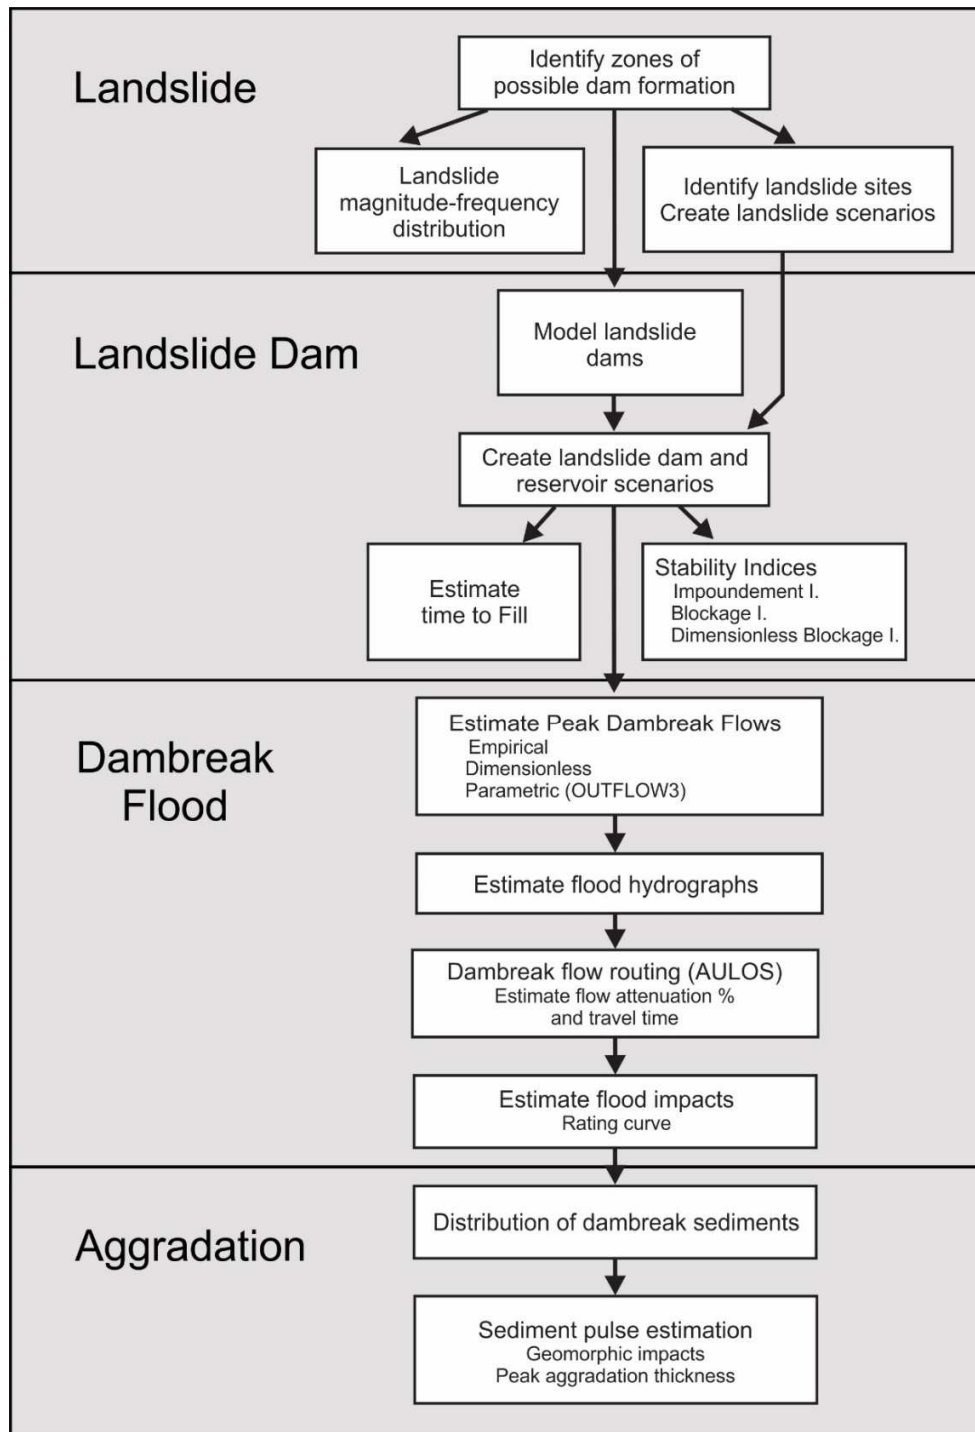 Landslide
Identify zones of
possible dam formation
Landslide
magnitude-frequency
distribution
Identify landslide sites
Create landslide scenarios
Landslide Dam
Model landslide
dams
Create landslide dam and
reservoir scenarios
Estimate
time to Fill
Stability Indices
Impoundement I.
Blockage I.
Dimensionless Blockage I.
Dambreak
Flood
Estimate Peak Dambreak Flows
Empirical
Dimensionless
Parametric (OUTFLOW3)
Estimate flood hydrographs
Dambreak flow routing (AULOS)
Estimate flow attenuation %
and travel time
Estimate flood impacts
Rating curve
Aggradation
Distribution of dambreak sediments
Sediment pulse estimation
Geomorphic impacts
Peak aggradation thickness